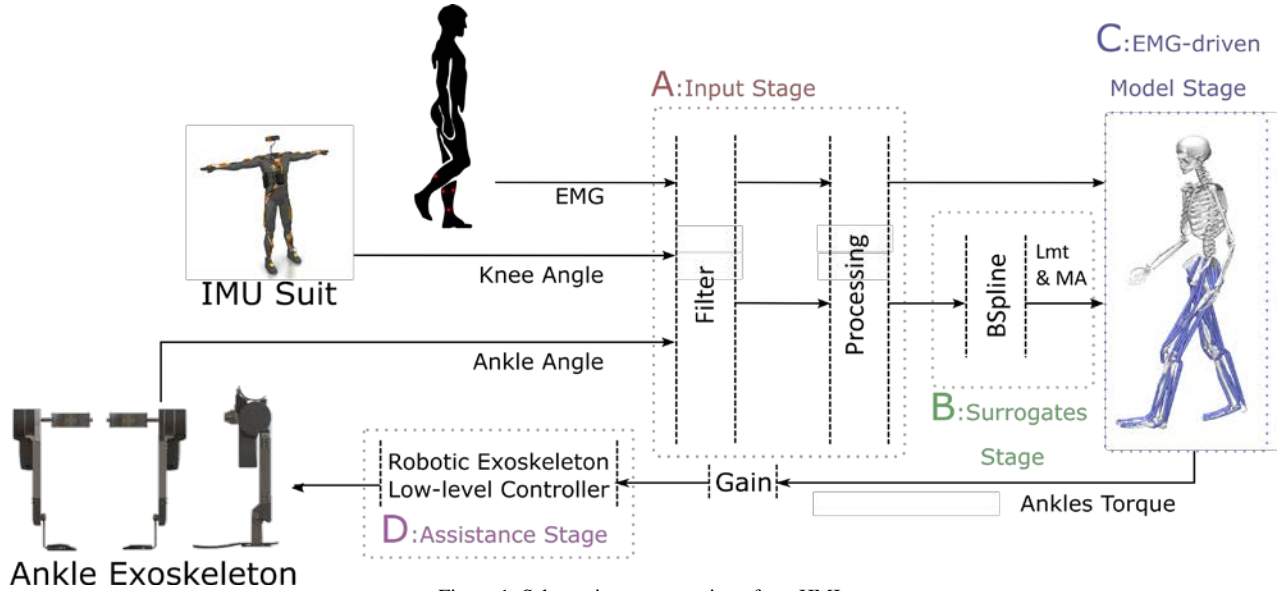 C:EMG-driven
Model Stage
A:Input Stage
EMG
IMU Suit
Knee Angle
Filter
Processing
BSpline
Lmt
& MA
Ankle Angle
B:Surrogates
Stage
Robotic Exoskeleton
Low-level Controller
Gain
D:Assistance Stage
Ankles Torque
Ankle Exoskeleton